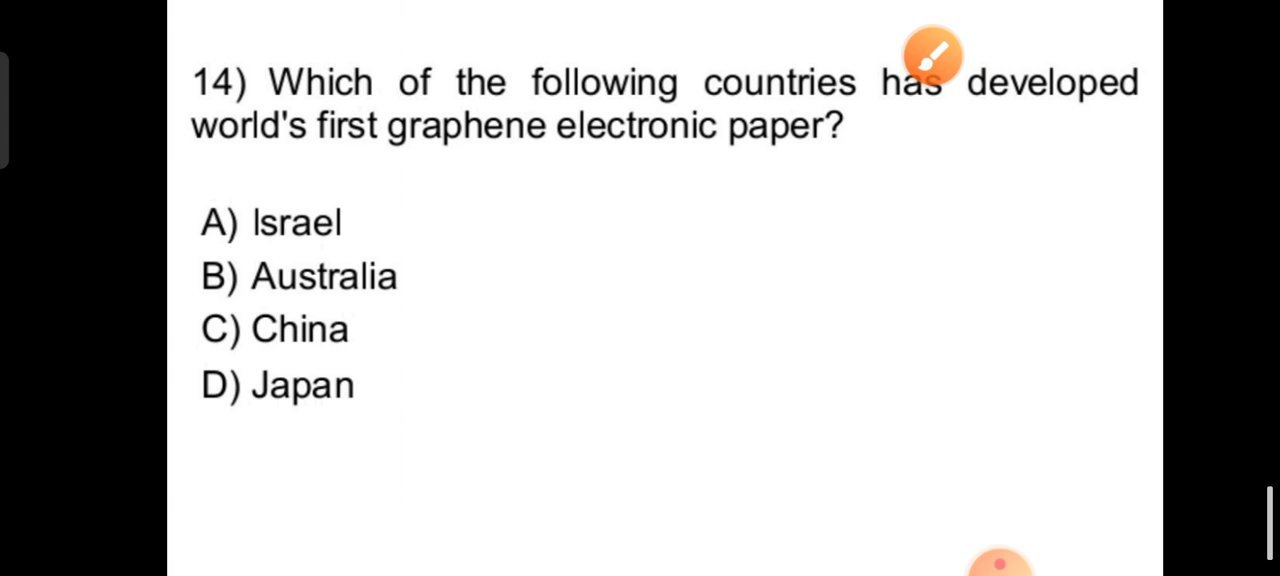 14) Which of the following countries has developed
world's first graphene electronic paper?
A) Israel
B) Australia
C) China
D) Japan